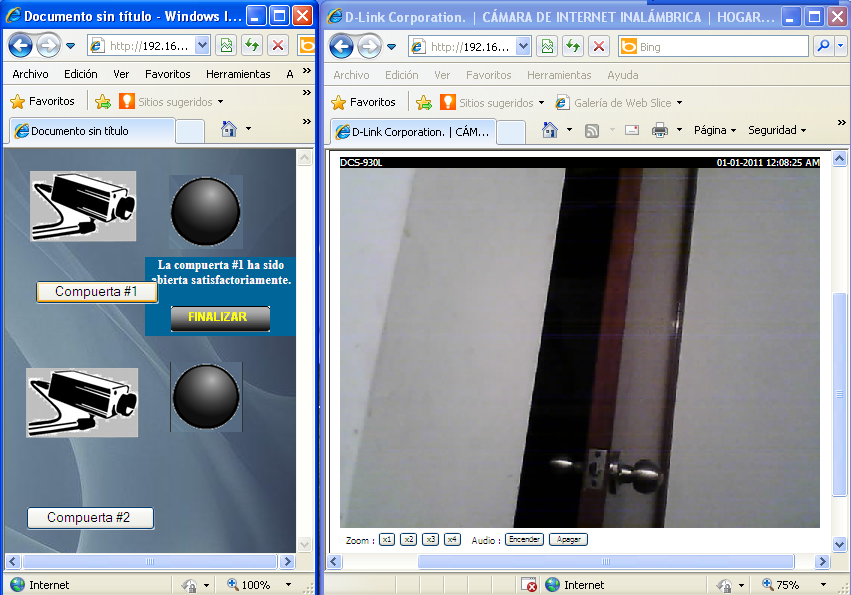 Documento sin título - Windows I...
http://192.16...
Archivo Edición Ver Favoritos Herramientas A »
Favoritos Sitios sugeridos
Documento sin título
La compuerta #1 ha sido
abierta satisfactoriamente.
Compuerta #1
FINALIZAR
Compuerta #2
Internet 100%
D-Link Corporation. | CÁMARA DE INTERNET INALÁMBRICA | HOGAR...
http://192.16... Bing
Archivo Edición Ver Favoritos Herramientas Ayuda
Favoritos Sitios sugeridos Galería de Web Slice
D-Link Corporation. | CÁM... Página Seguridad »
DCS-930L 01-01-2011 12:08:25 AM
Zoom : x1 x2 x3 x4 Audio : Encender Apagar
Internet 75%